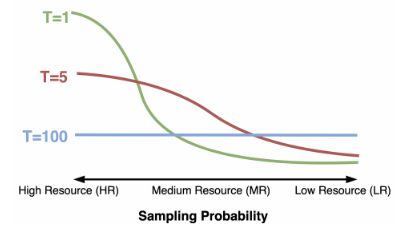 T=1
T=5
T=100
High Resource (HR) Medium Resource (MR) Low Resource (LR)
Sampling Probability